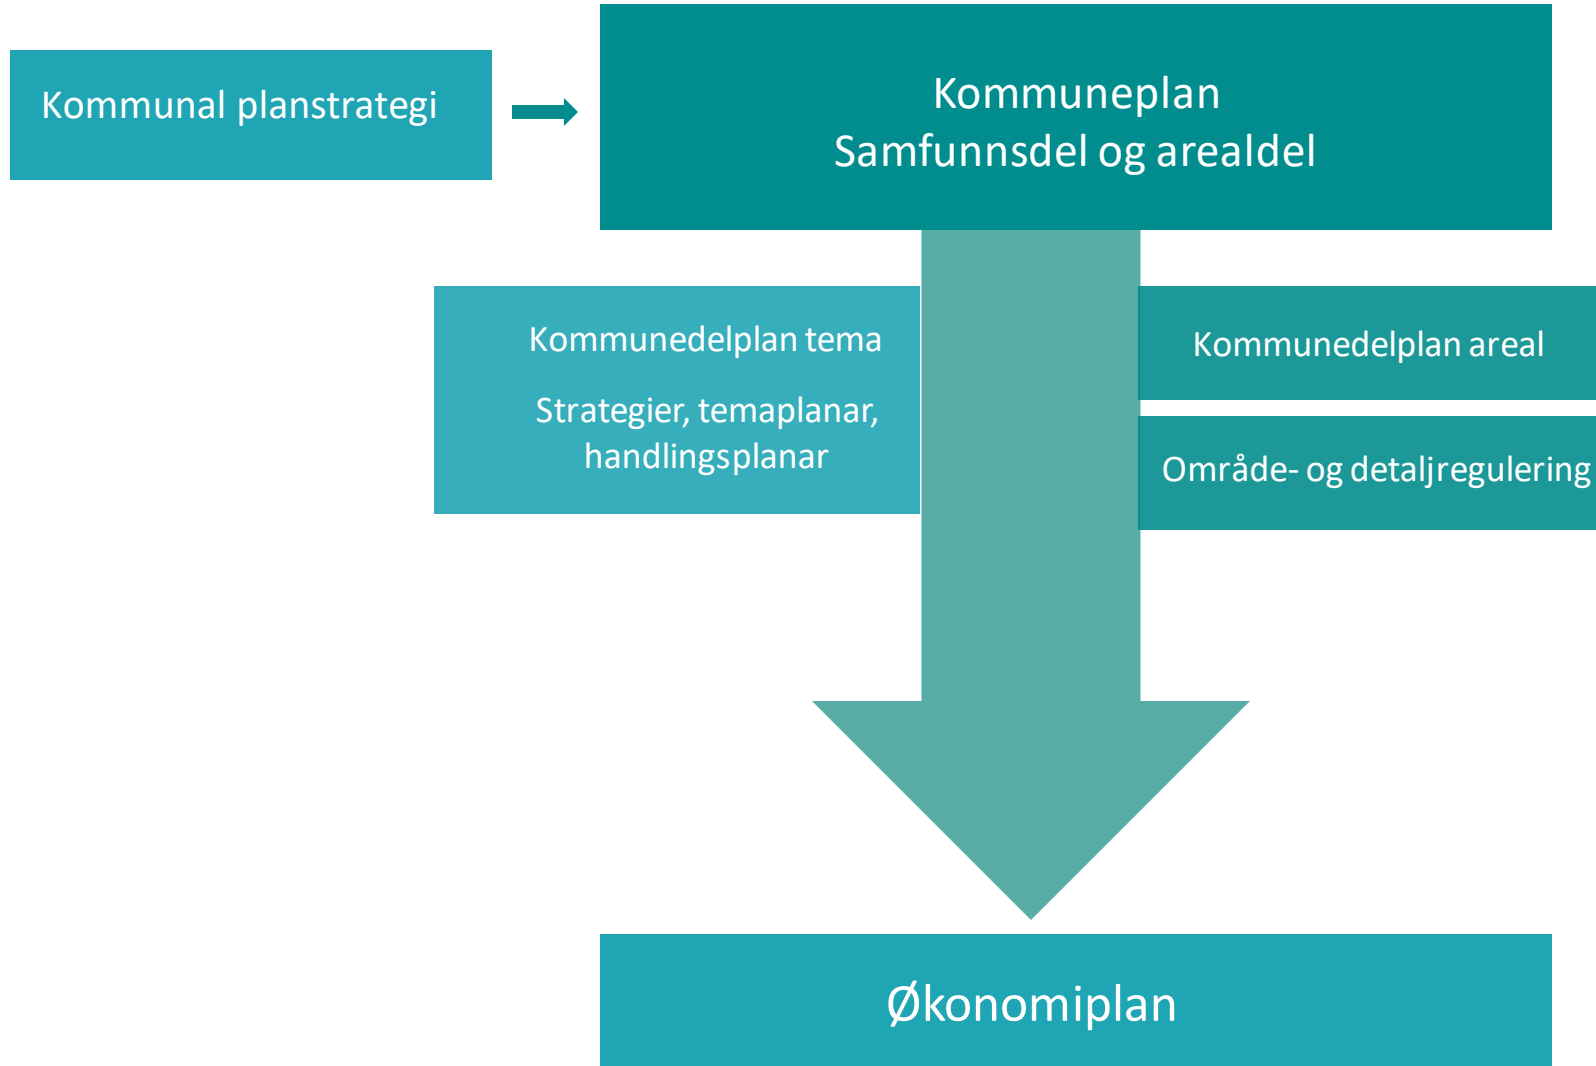 Kommunal planstrategi
Kommuneplan
Samfunnsdel og arealdel
Kommunedelplan tema
Strategier, temaplanar,
handlingsplanar
Kommunedelplan areal
Område- og detaljregulering
Økonomiplan